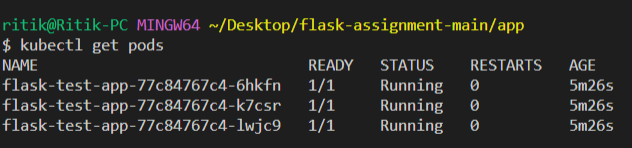 ritik@Ritik-PC MINGW64 ~/Desktop/flask-assignment-main/app
$ kubectl get pods
NAME READY STATUS RESTARTS AGE
flask-test-app-77c84767c4-6hkfn 1/1 Running 0 5m26s
flask-test-app-77c84767c4-k7csr 1/1 Running 0 5m26s
flask-test-app-77c84767c4-lwjc9 1/1 Running 0 5m26s